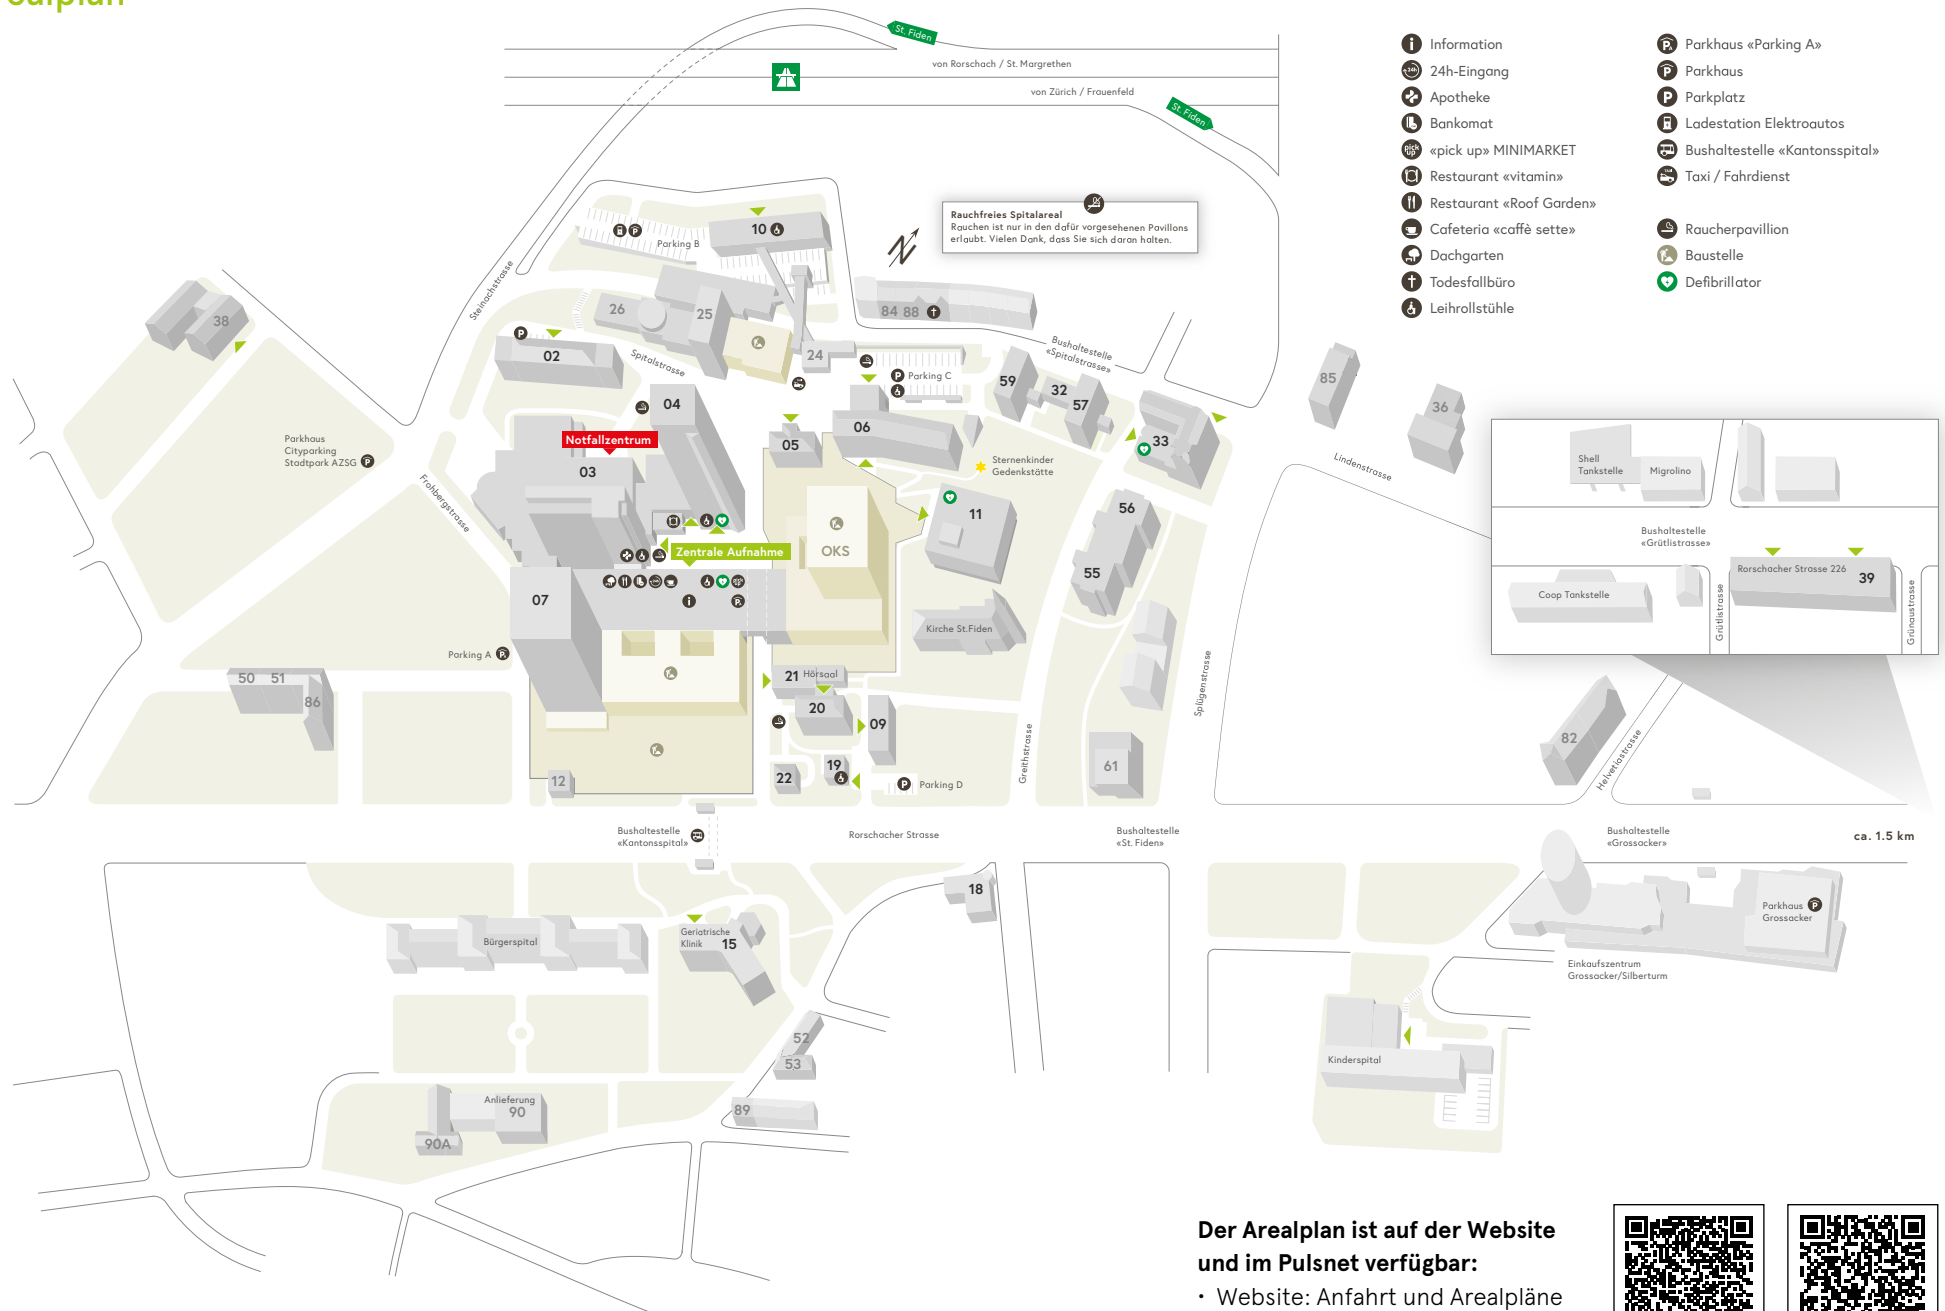 St. Fiden
von Rorschach / St. Margrethen
von Zürich / Frauenfeld
St. Fiden
Information
24h-Eingang
Apotheke
Bankomat
«pick up» MINIMARKET
Restaurant «vitamin»
Restaurant «Roof Garden»
Cafeteria «caffè sette»
Dachgarten
Todesfallbüro
Leihrollstühle
Parkhaus «Parking A»
Parkhaus
Parkplatz
Ladestation Elektroautos
Bushaltestelle «Kantonsspital»
Taxi / Fahrdienst
Raucherpavillion
Baustelle
Defibrillator
Rauchfreies Spitalareal
Rauchen ist nur in den dafür vorgesehenen Pavillons
erlaubt. Vielen Dank, dass Sie sich daran halten.
N
10
Parking B
Steinachstrasse
38
26
25
84 88
02
Spitalstrasse
24
Bushaltestelle
«Spitalstrasse»
Parking C
59
32
57
85
36
04
Notfallzentrum
03
05
06
33
Parkhaus
Cityparking
Stadtpark AZSG
Frohbergstrasse
Sternenkinder
Gedenkstätte
Lindenstrasse
Shell
Tankstelle
Migrolino
11
56
OKS
Zentrale Aufnahme
Bushaltestelle
«Grütlistrasse»
55
07
Rorschacher Strasse 226
39
Coop Tankstelle
Grütlistrasse
Grünaustrasse
Kirche St.Fiden
Parking A
50 51
86
21 Hörsaal
20
09
Splügenstrasse
Greithstrasse
82
Helvetiastrasse
61
12
22
19
Parking D
Bushaltestelle
«Kantonsspital»
Rorschacher Strasse
Bushaltestelle
«St. Fiden»
Bushaltestelle
«Grossacker»
ca. 1.5 km
18
Parkhaus
Grossacker
Bürgerspital
Geriatrische
Klinik
15
Einkaufszentrum
Grossacker/Silberturm
52
53
Kinderspital
Anlieferung
90
90A
89
Der Arealplan ist auf der Website
und im Pulsnet verfügbar:
• Website: Anfahrt und Arealpläne